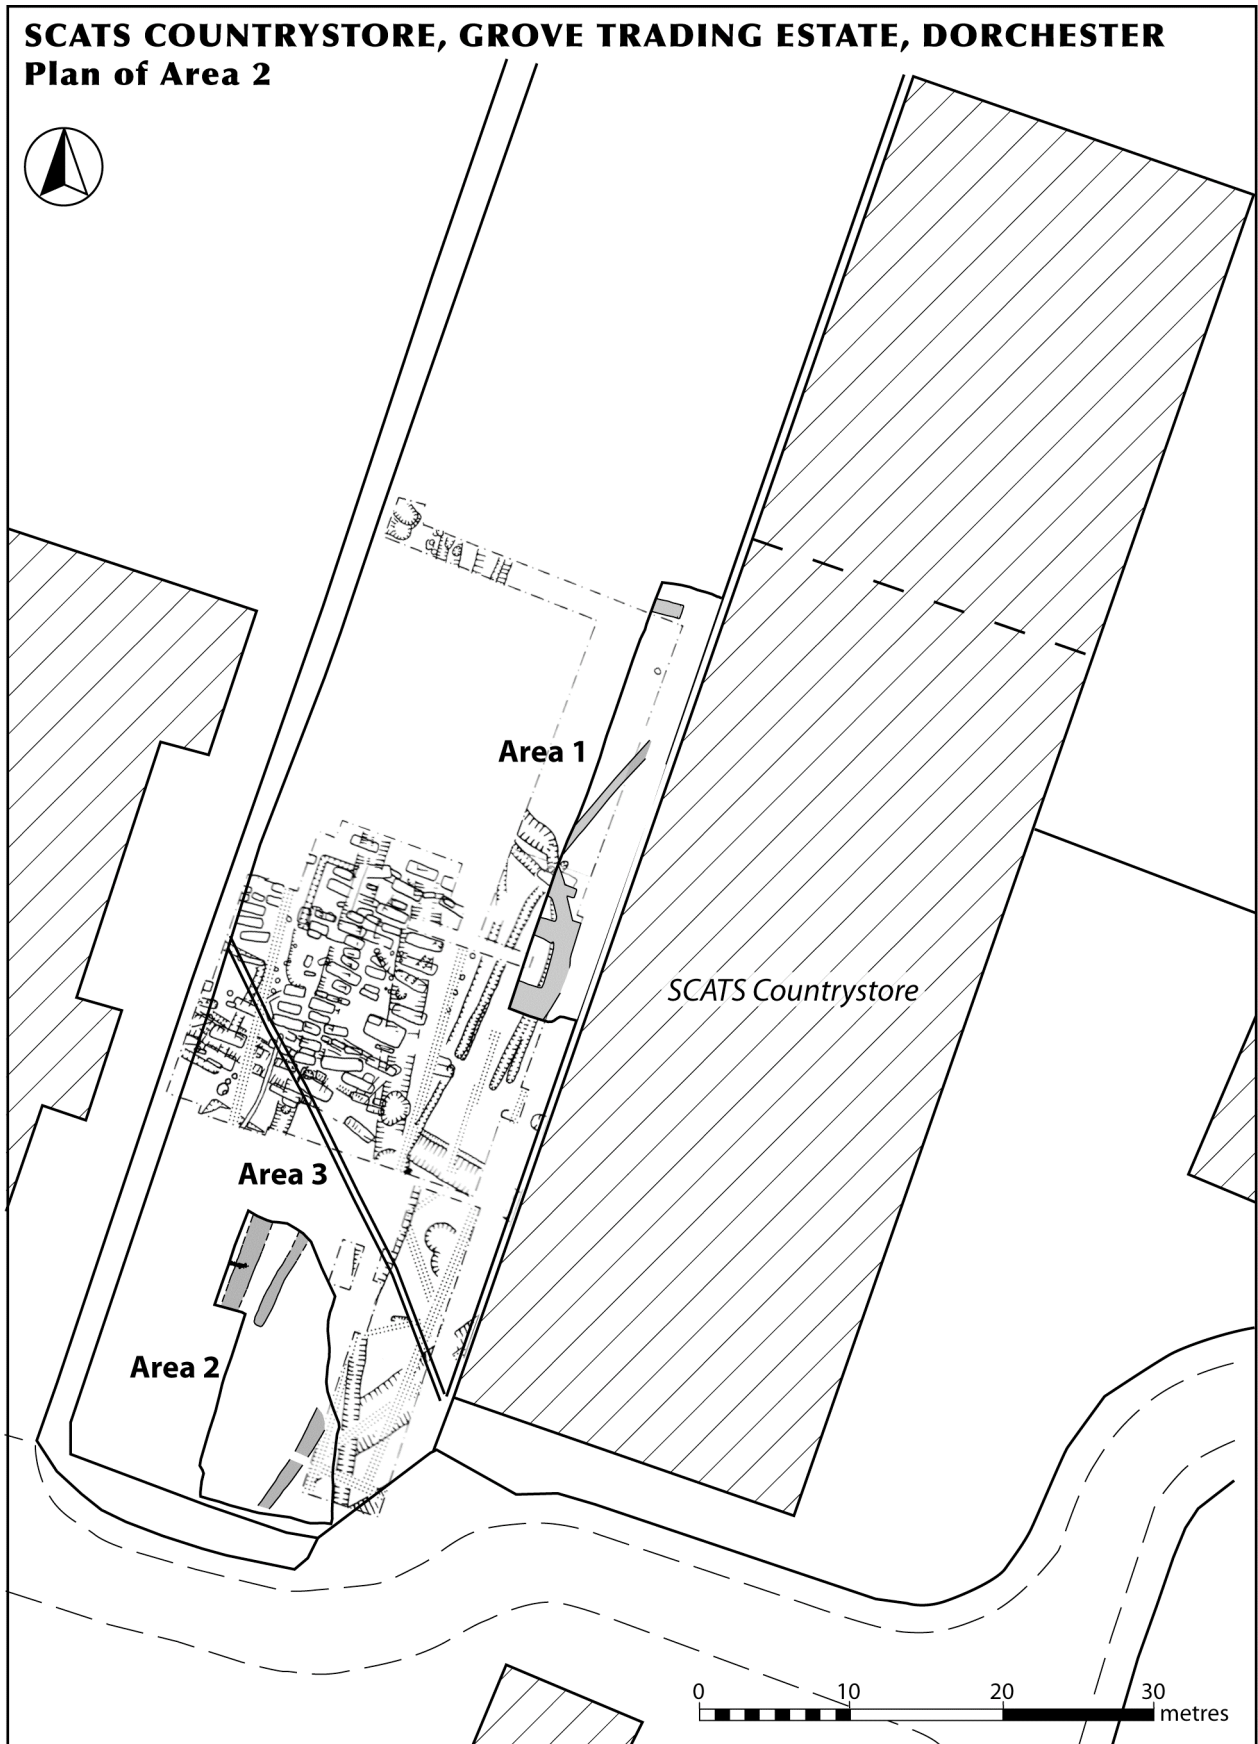 SCATS COUNTRYSTORE, GROVE TRADING ESTATE, DORCHESTER
Plan of Area 2
Area 1
SCATS Countrystore
Area 3
Area 2
0 10 20 30
metres